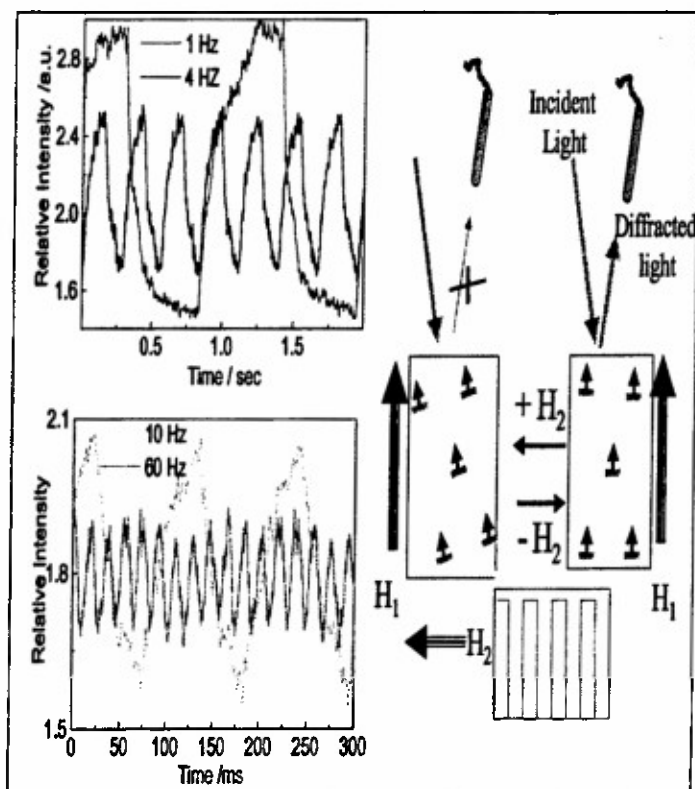 1 Hz
4 HZ
Relative Intensity /a.u.
2.8
2.4
2.0
1.6
0.5
1.0
1.5
Time / sec
Incident
Light
Diffracted
light
+ H2
- H2
H1
H1
H2
10 Hz
60 Hz
Relative Intensity
2.1
1.8
1.5
0
50
100
150
200
250
300
Time /ms